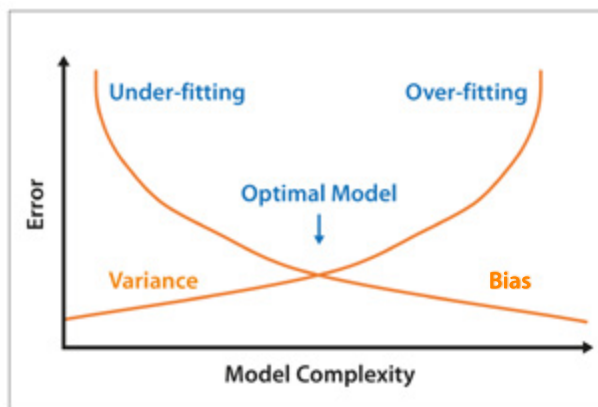 Under-fitting
Over-fitting
Optimal Model
Error
Variance
Bias
Model Complexity